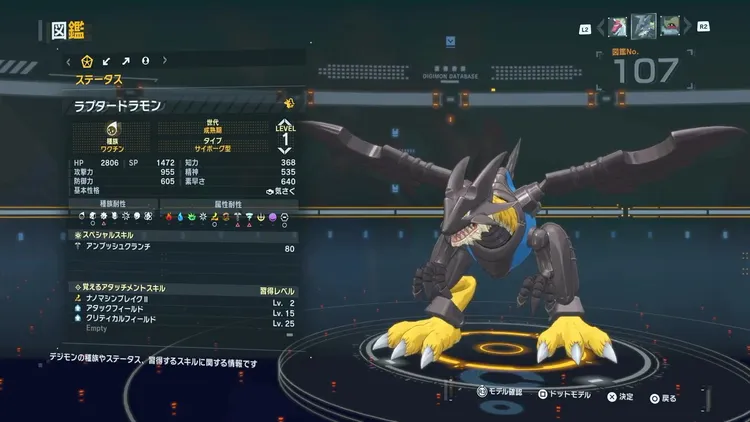 図鑑
L2
R2
図鑑No.
107
DIGIMON DATABASE
ステータス
ラプタードラモン
種族
ワクチン
世代
成熟期
タイプ
サイボーグ型
LEVEL
1
HP 2806 SP 1472 知力 368
攻撃力 955 精神 535
防御力 605 素早さ 640
基本性格 気さく
種族耐性 属性耐性
スペシャルスキル
アンブッシュクランチ 80
覚えるアタッチメントスキル 習得レベル
ナノマシンブレイクⅡ Lv. 2
アタックフィールド Lv. 15
クリティカルフィールド Lv. 25
Empty
デジモンの種族やステータス、習得するスキルに関する情報です
R3 モデル確認 ドットモデル 決定 戻る